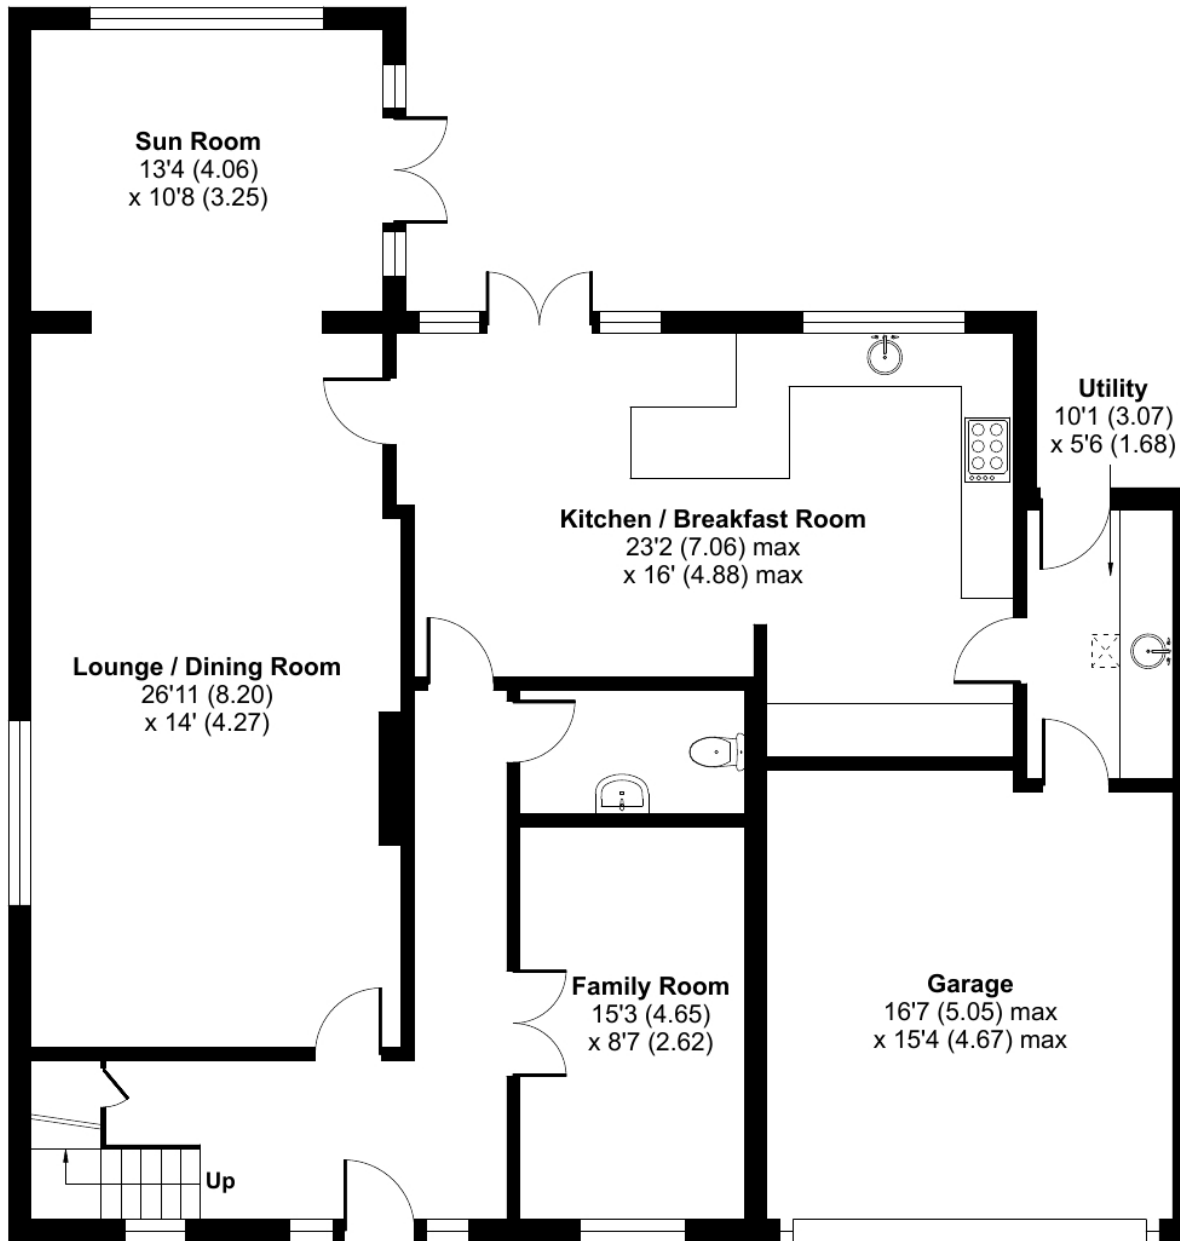 Sun Room
13'4 (4.06)
x 10'8 (3.25)
Utility
10'1 (3.07)
x 5'6 (1.68)
Kitchen / Breakfast Room
23'2 (7.06) max
x 16' (4.88) max
Lounge / Dining Room
26'11 (8.20)
x 14' (4.27)
Family Room
15'3 (4.65)
x 8'7 (2.62)
Garage
16'7 (5.05) max
x 15'4 (4.67) max
Up